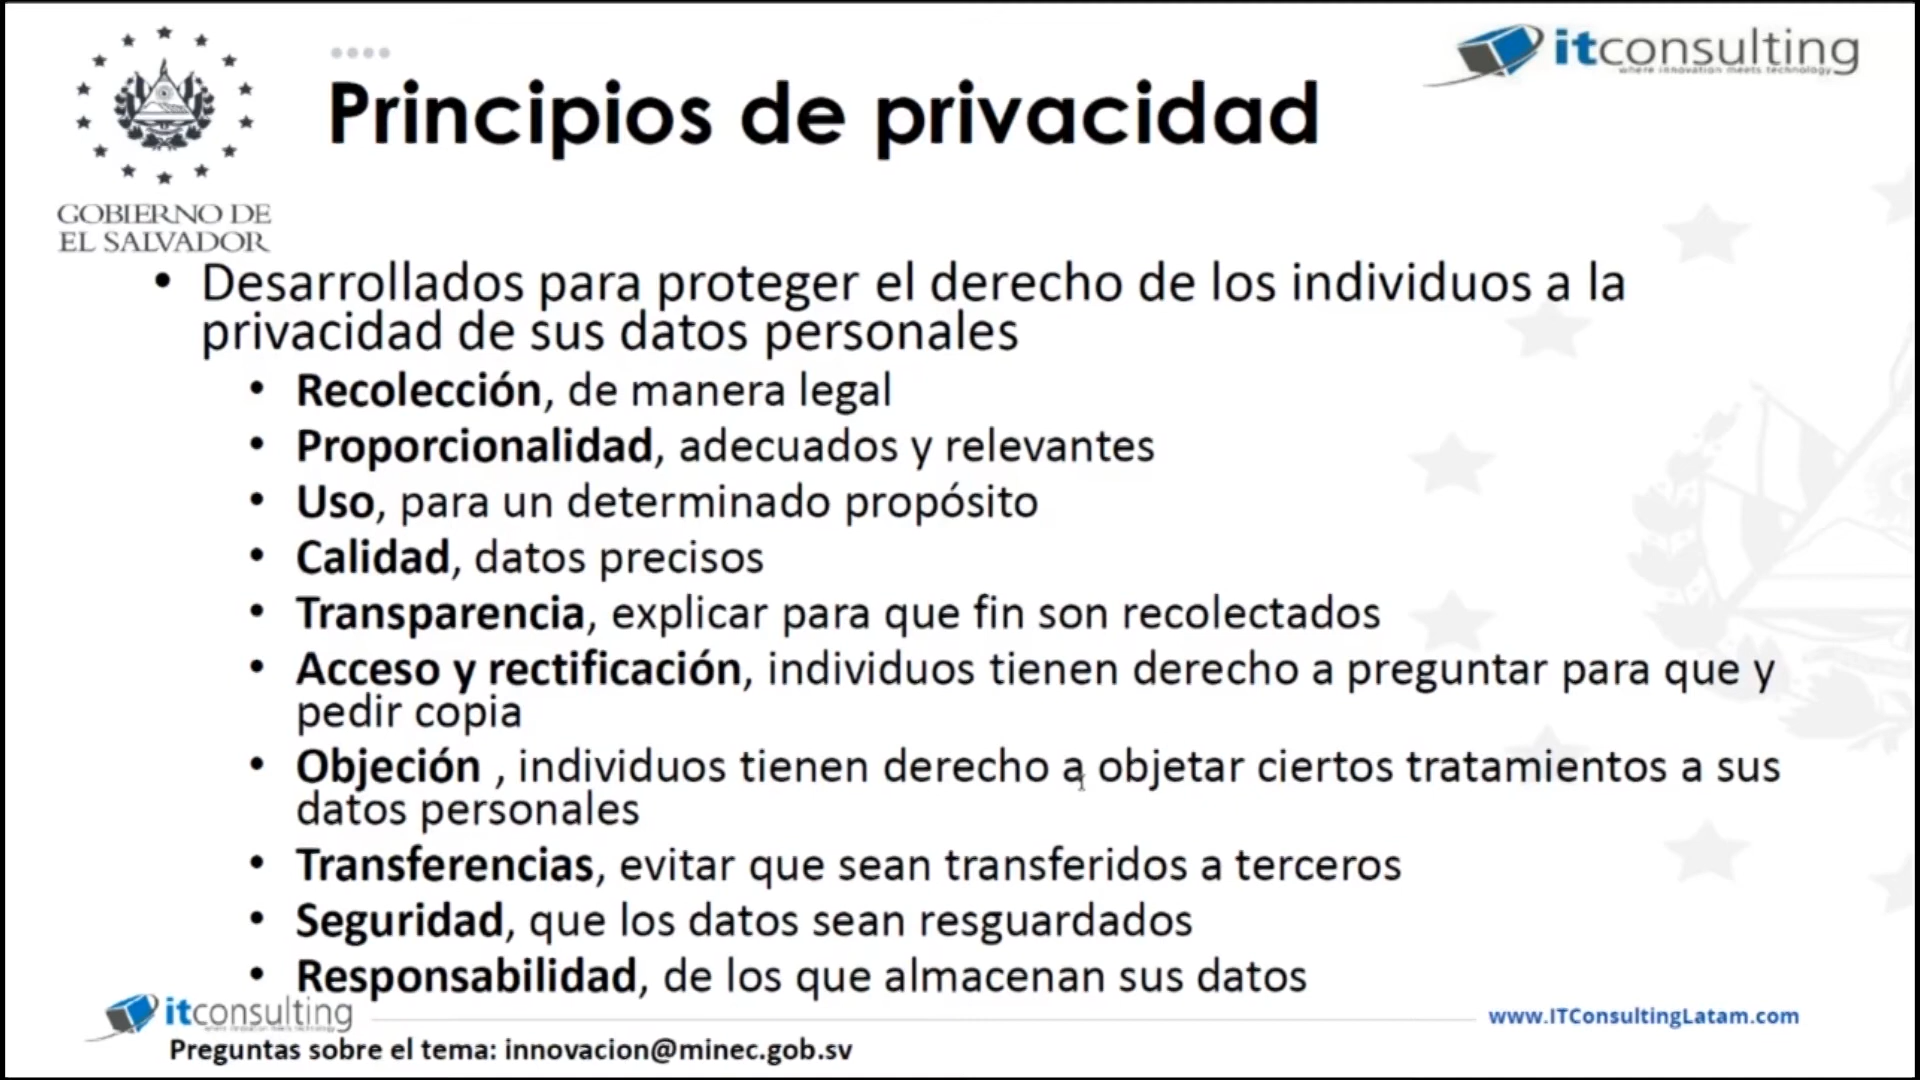 GOBIERNO DE
EL SALVADOR
Principios de privacidad
itconsulting
where innovation meets technology
• Desarrollados para proteger el derecho de los individuos a la
privacidad de sus datos personales
• Recolección, de manera legal
• Proporcionalidad, adecuados y relevantes
• Uso, para un determinado propósito
• Calidad, datos precisos
• Transparencia, explicar para que fin son recolectados
• Acceso y rectificación, individuos tienen derecho a preguntar para que y
pedir copia
• Objeción , individuos tienen derecho a objetar ciertos tratamientos a sus
datos personales
• Transferencias, evitar que sean transferidos a terceros
• Seguridad, que los datos sean resguardados
• Responsabilidad, de los que almacenan sus datos
itconsulting
www.ITConsultingLatam.com
Preguntas sobre el tema: innovacion@minec.gob.sv